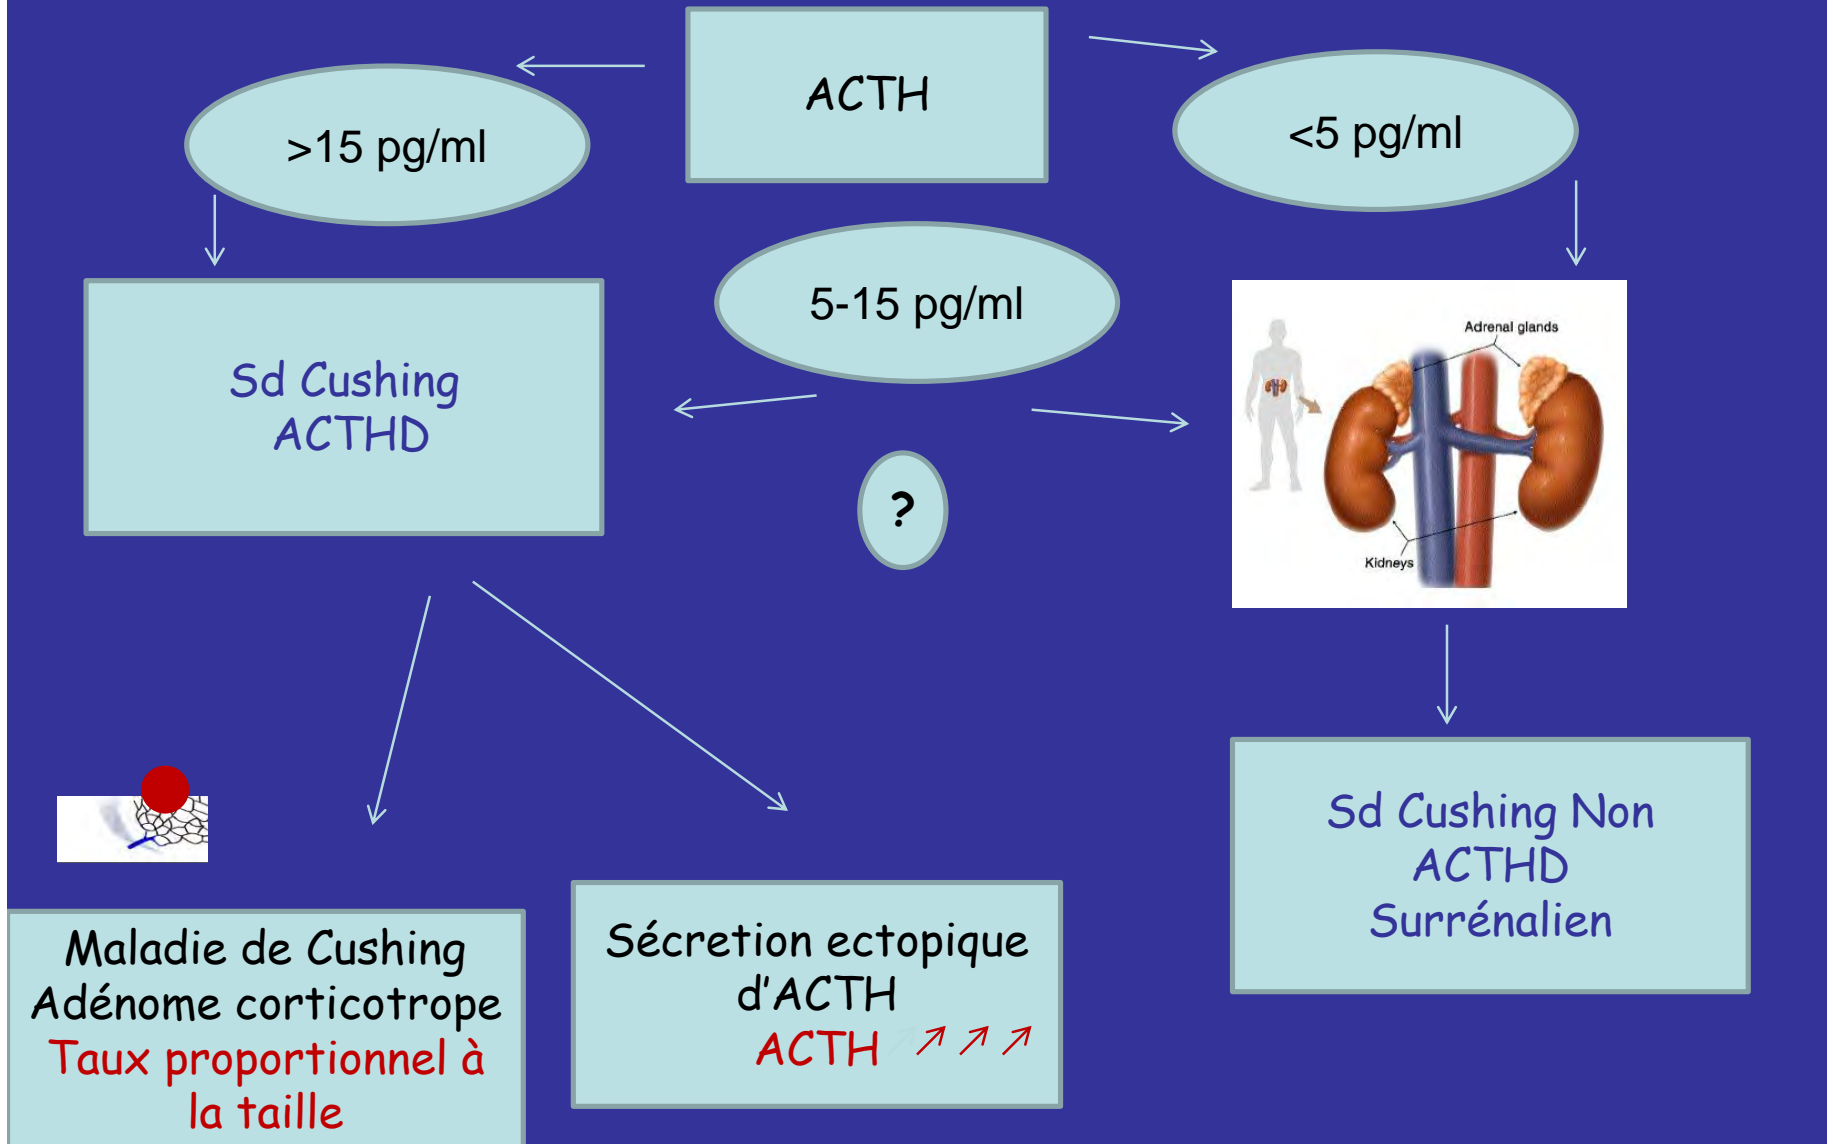 ACTH
>15 pg/ml
<5 pg/ml
5-15 pg/ml
Sd Cushing
ACTHD
?
Adrenal glands
Kidneys
Maladie de Cushing
Adénome corticotrope
Taux proportionnel à
la taille
Sécretion ectopique
d'ACTH
ACTH ↗ ↗ ↗ ↗
Sd Cushing Non
ACTHD
Surrénalien